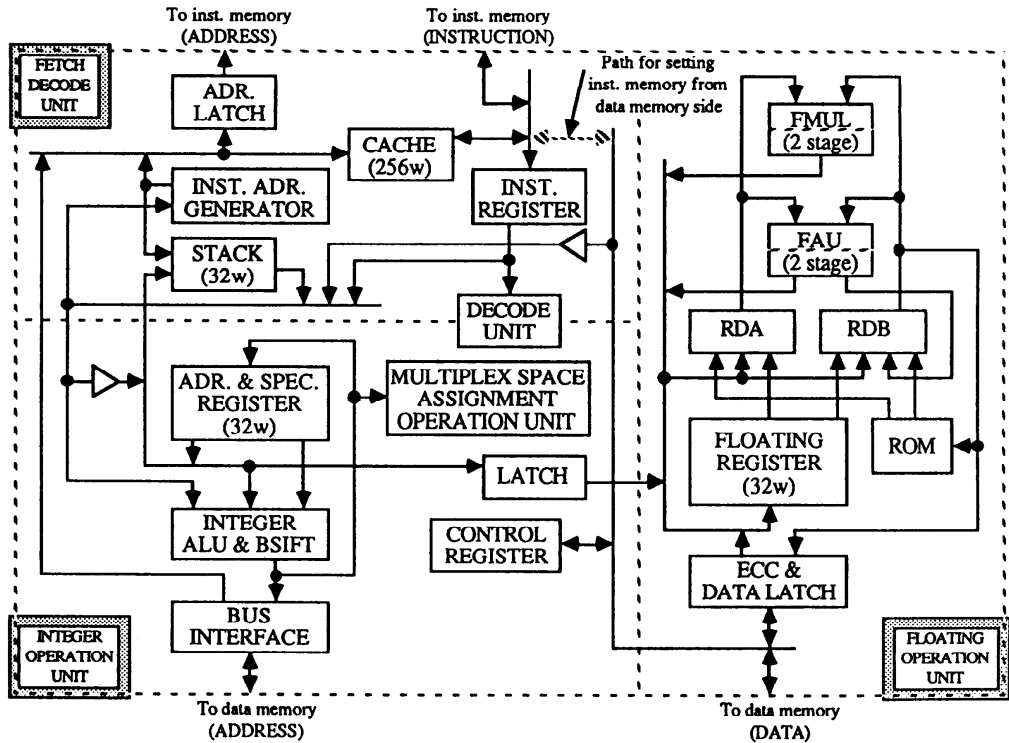 To inst. memory
(ADDRESS)
To inst. memory
(INSTRUCTION)
FETCH
DECODE
UNIT
ADR.
LATCH
Path for setting
inst. memory from
data memory side
FMUL
(2 stage)
CACHE
(256w)
INST. ADR.
GENERATOR
INST.
REGISTER
STACK
(32w)
FAU
(2 stage)
DECODE
UNIT
RDA
RDB
ADR. & SPEC.
REGISTER
(32w)
MULTIPLEX SPACE
ASSIGNMENT
OPERATION UNIT
FLOATING
REGISTER
(32w)
ROM
LATCH
INTEGER
ALU & BSIFT
CONTROL
REGISTER
ECC &
DATA LATCH
BUS
INTERFACE
INTEGER
OPERATION
UNIT
FLOATING
OPERATION
UNIT
To data memory
(ADDRESS)
To data memory
(DATA)